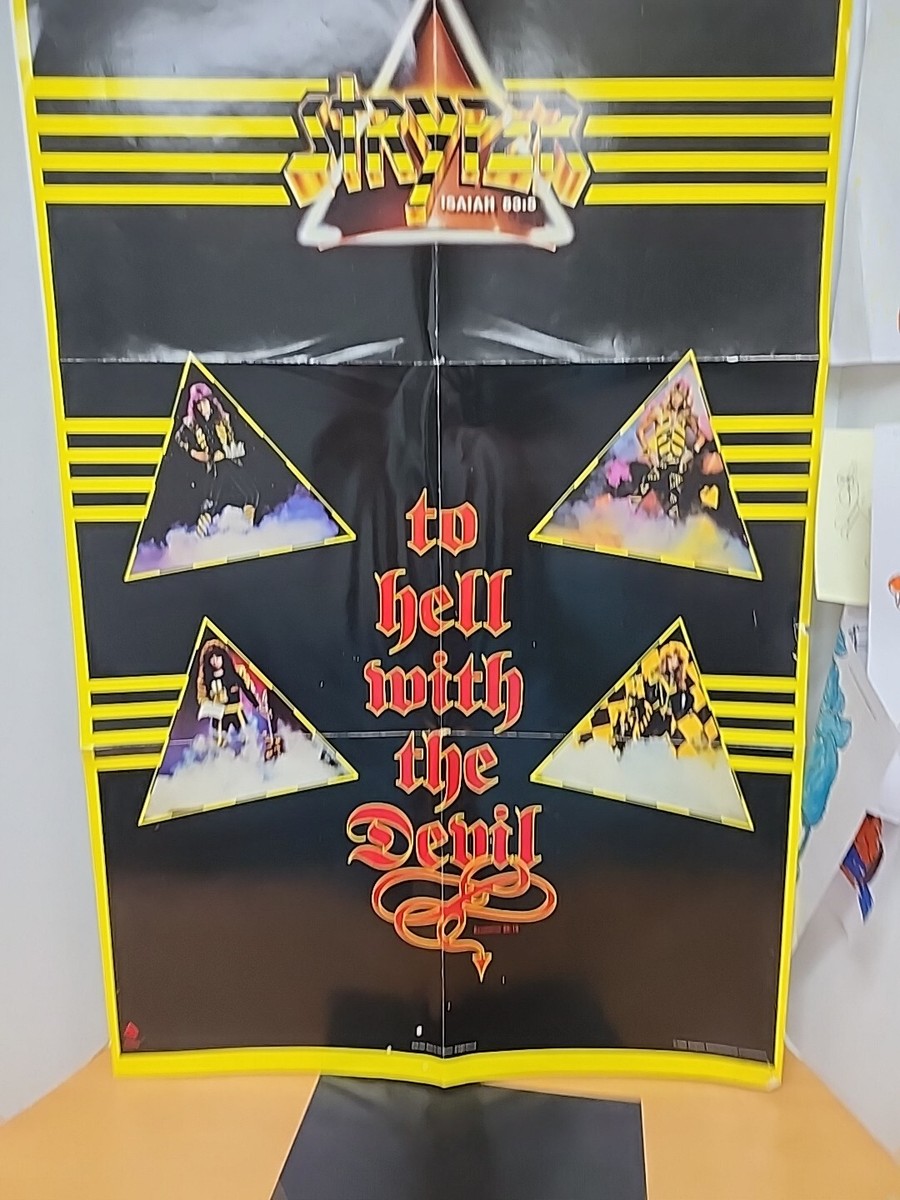 STRYPER
ISAIAH 53:5
to
hell
with
the
Devil